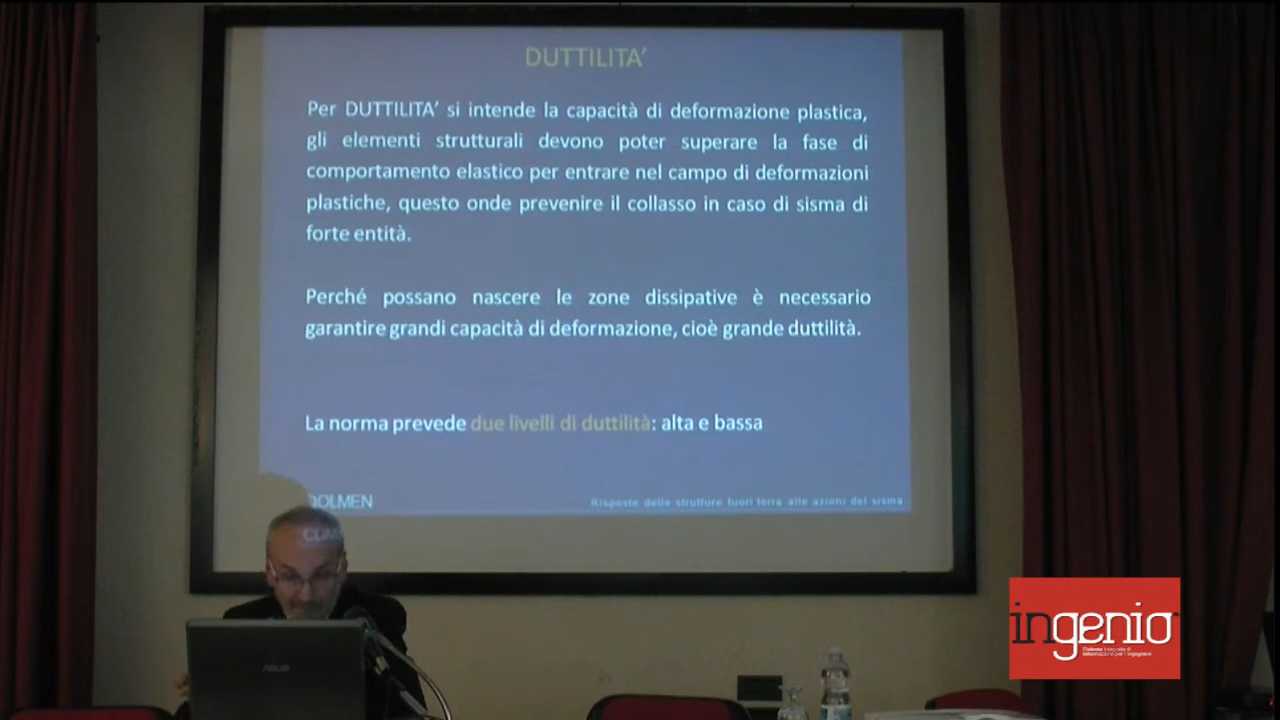 DUTTILITA’
Per DUTTILITA’ si intende la capacità di deformazione plastica,
gli elementi strutturali devono poter superare la fase di
comportamento elastico per entrare nel campo di deformazioni
plastiche, questo onde prevenire il collasso in caso di sisma di
forte entità.
Perché possano nascere le zone dissipative è necessario
garantire grandi capacità di deformazione, cioè grande duttilità.
La norma prevede due livelli di duttilità: alta e bassa
DOLMEN
Risposte delle strutture fuori terra alle azioni del sisma
CDM
ASUS
ingenio